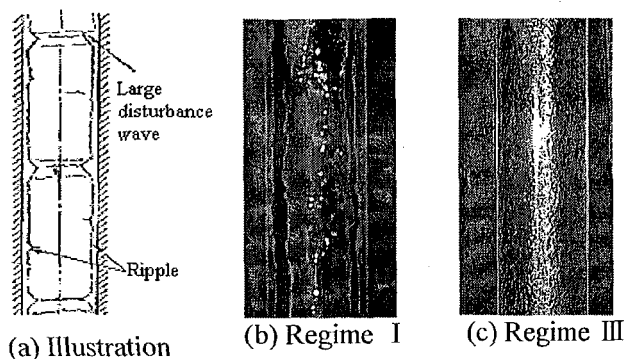 Large
disturbance
wave
Ripple
(a) Illustration
(b) Regime I
(c) Regime III